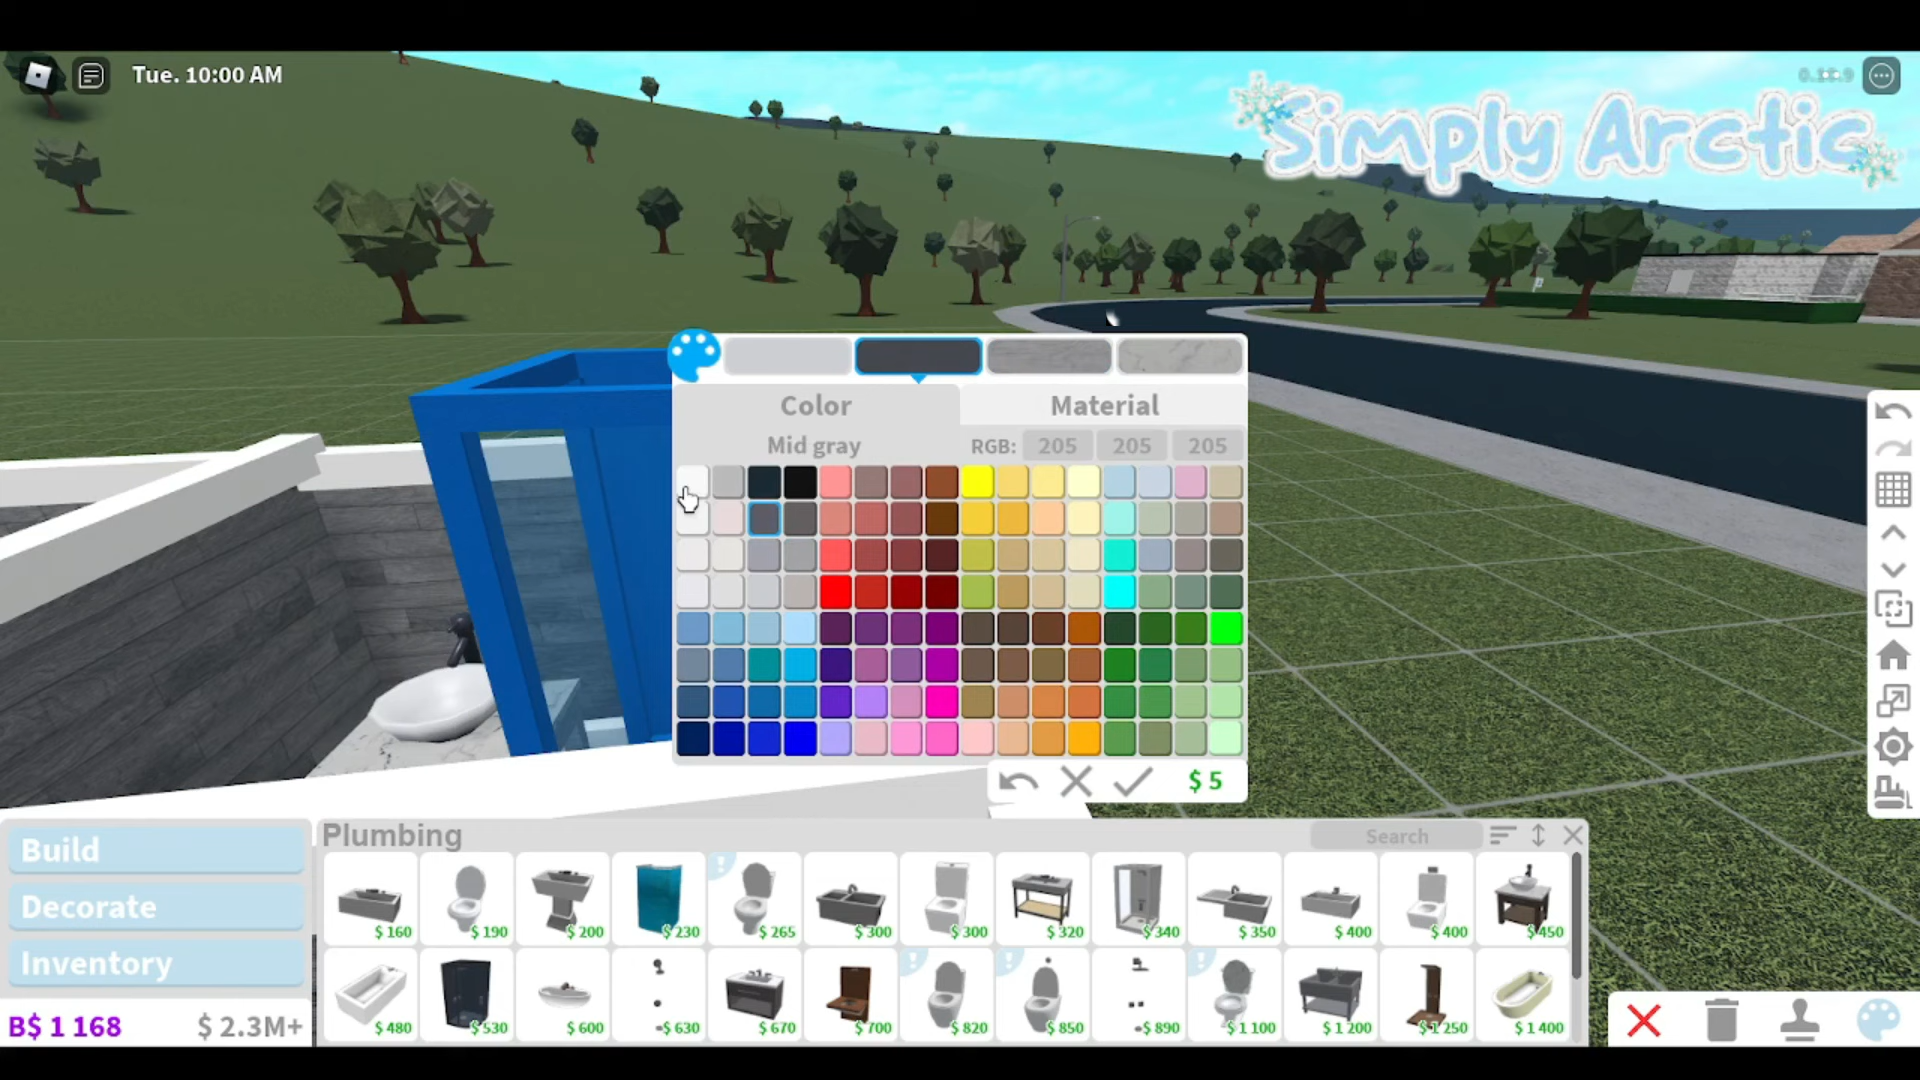 Tue. 10:00 AM
Simply Arctic
Color
Material
Mid gray
RGB: 205 205 205
$ 5
Plumbing
Search
Build
Decorate
Inventory
B$ 1 168
$ 2.3M+
$ 160
$ 190
$ 200
$ 230
$ 265
$ 300
$ 300
$ 320
$ 340
$ 350
$ 400
$ 400
$ 450
$ 480
$ 530
$ 600
$ 630
$ 670
$ 700
$ 820
$ 850
$ 890
$ 1 100
$ 1 200
$ 1 250
$ 1 400